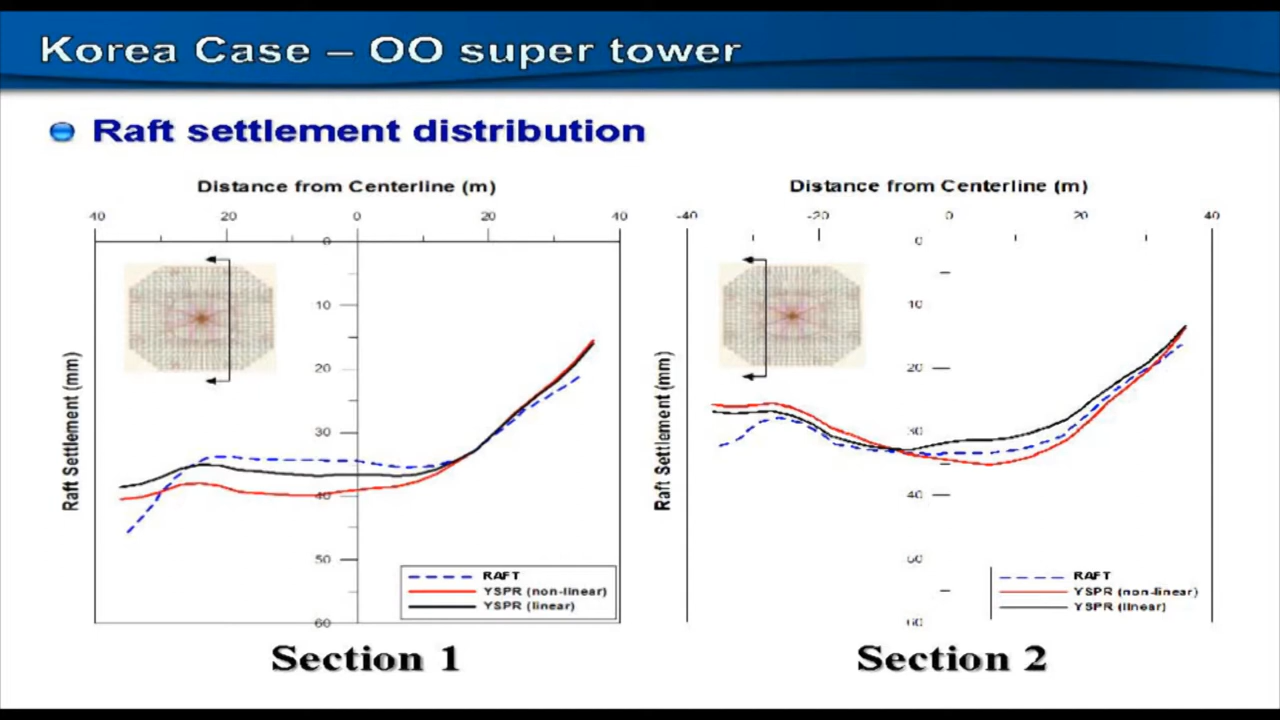 Korea Case – OO super tower
Raft settlement distribution
Distance from Centerline (m)
40 20 0 20 40
0
10
20
30
40
50
60
Raft Settlement (mm)
RAFT
YSPR (non-linear)
YSPR (linear)
Section 1
Distance from Centerline (m)
-40 -20 0 20 40
0
10
20
30
40
Raft Settlement (mm)
RAFT
YSPR (non-linear)
YSPR (linear)
Section 2